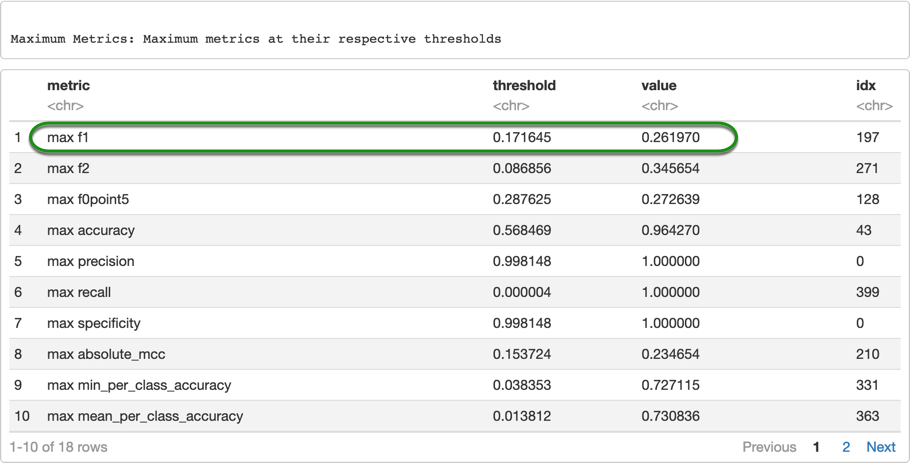 Maximum Metrics: Maximum metrics at their respective thresholds
metric threshold value idx
<chr> <chr> <chr> <chr>
1 max f1 0.171645 0.261970 197
2 max f2 0.086856 0.345654 271
3 max f0point5 0.287625 0.272639 128
4 max accuracy 0.568469 0.964270 43
5 max precision 0.998148 1.000000 0
6 max recall 0.000004 1.000000 399
7 max specificity 0.998148 1.000000 0
8 max absolute_mcc 0.153724 0.234654 210
9 max min_per_class_accuracy 0.038353 0.727115 331
10 max mean_per_class_accuracy 0.013812 0.730836 363
1-10 of 18 rows Previous 1 2 Next